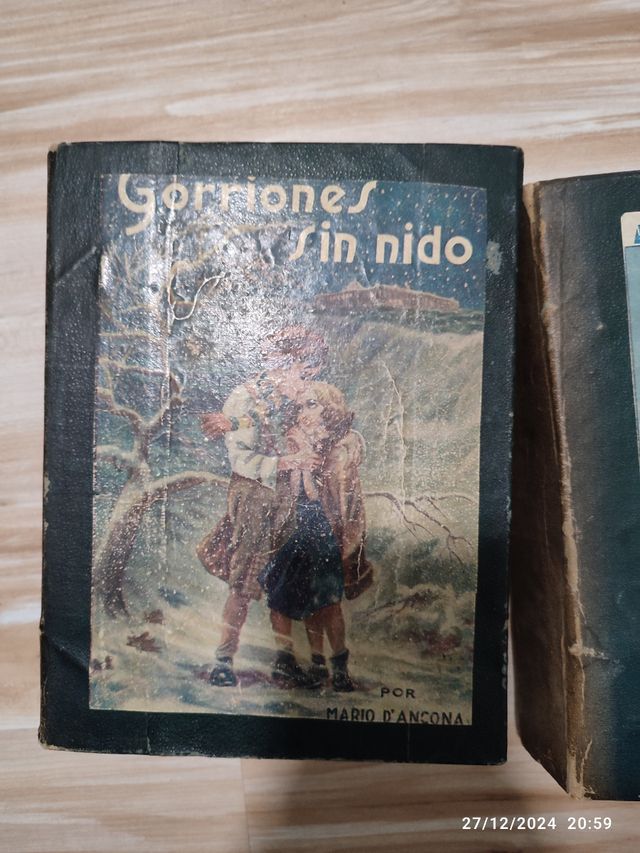 Gorriones
sin nido
POR
MARIO D'ANCONA
27/12/2024 20:59